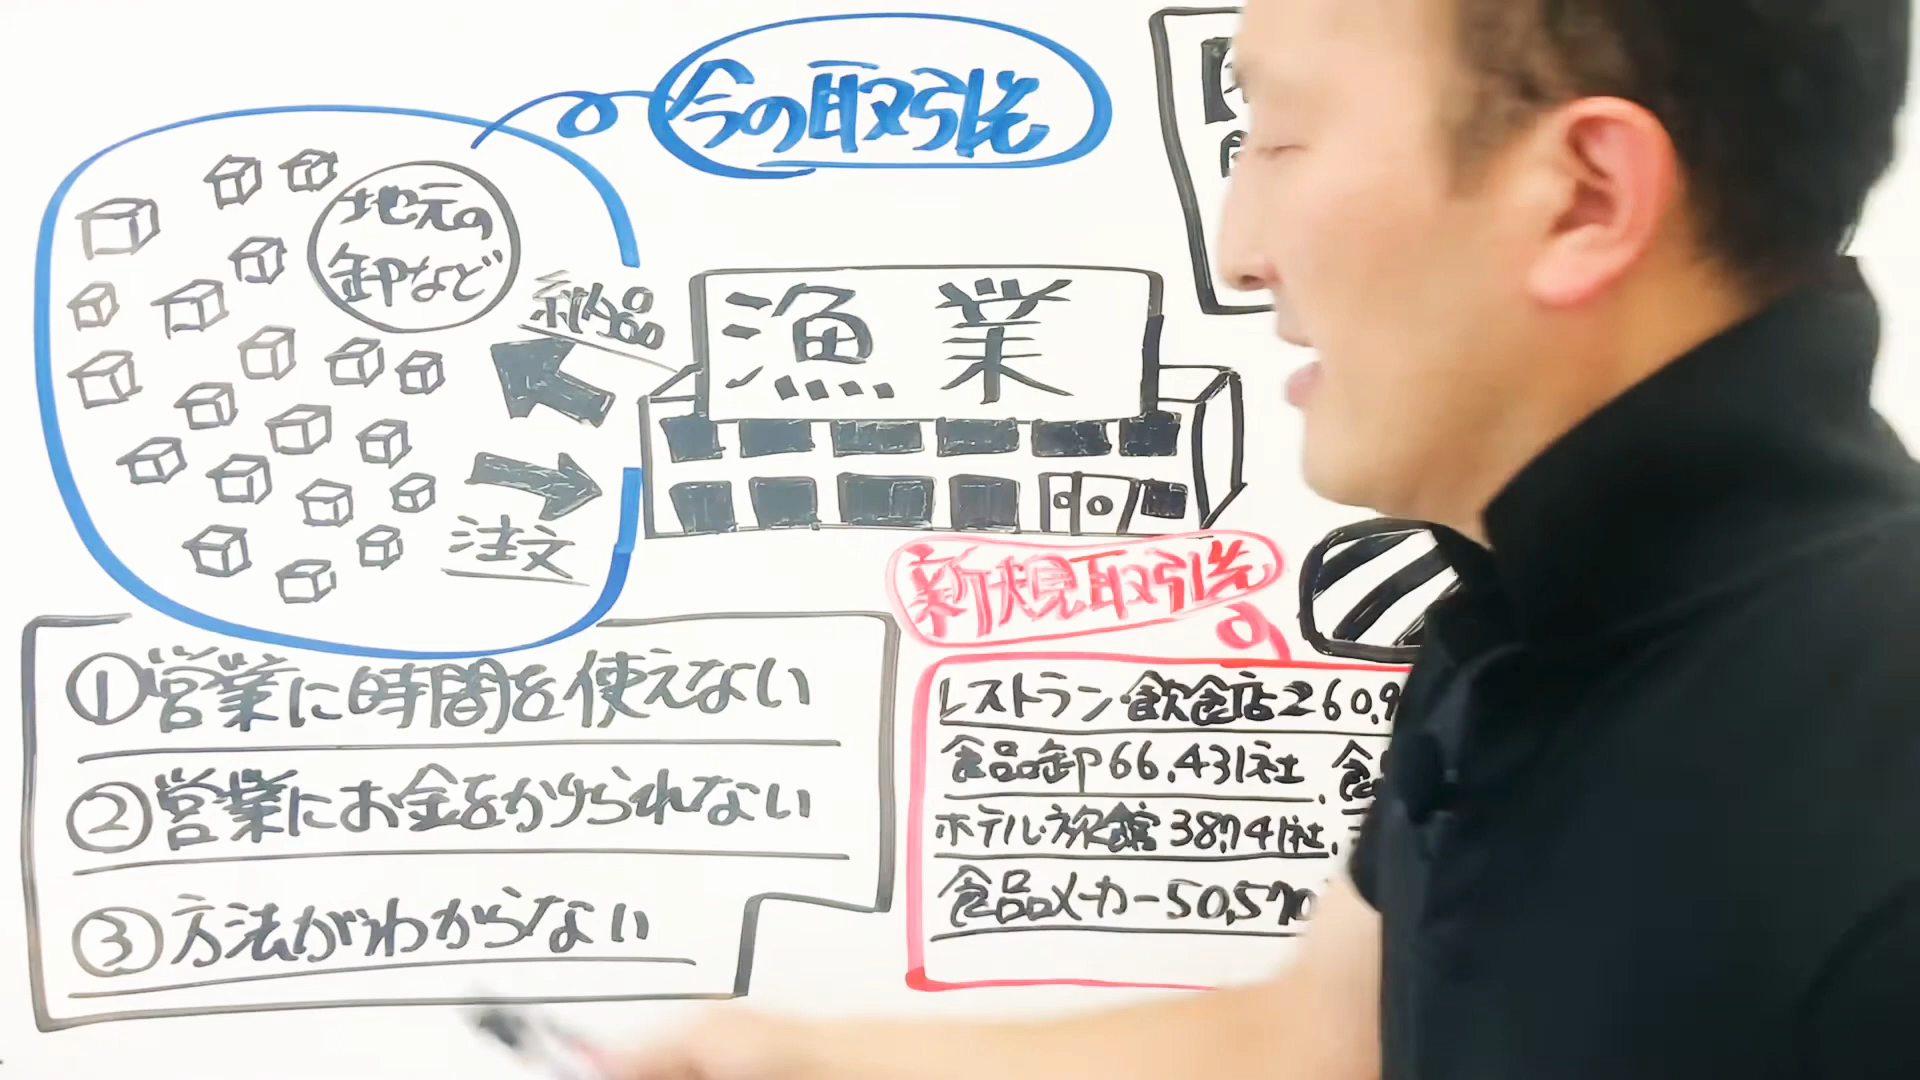 今の取引先
地元の
卸など
納品
漁業
注文
新規取引先
①営業に時間を使えない
②営業にお金をかけられない
③方法がわからない
レストラン・飲食店260,9
食品卸66,431社、食
ホテル・旅館38,741社、
食品メーカー50,570